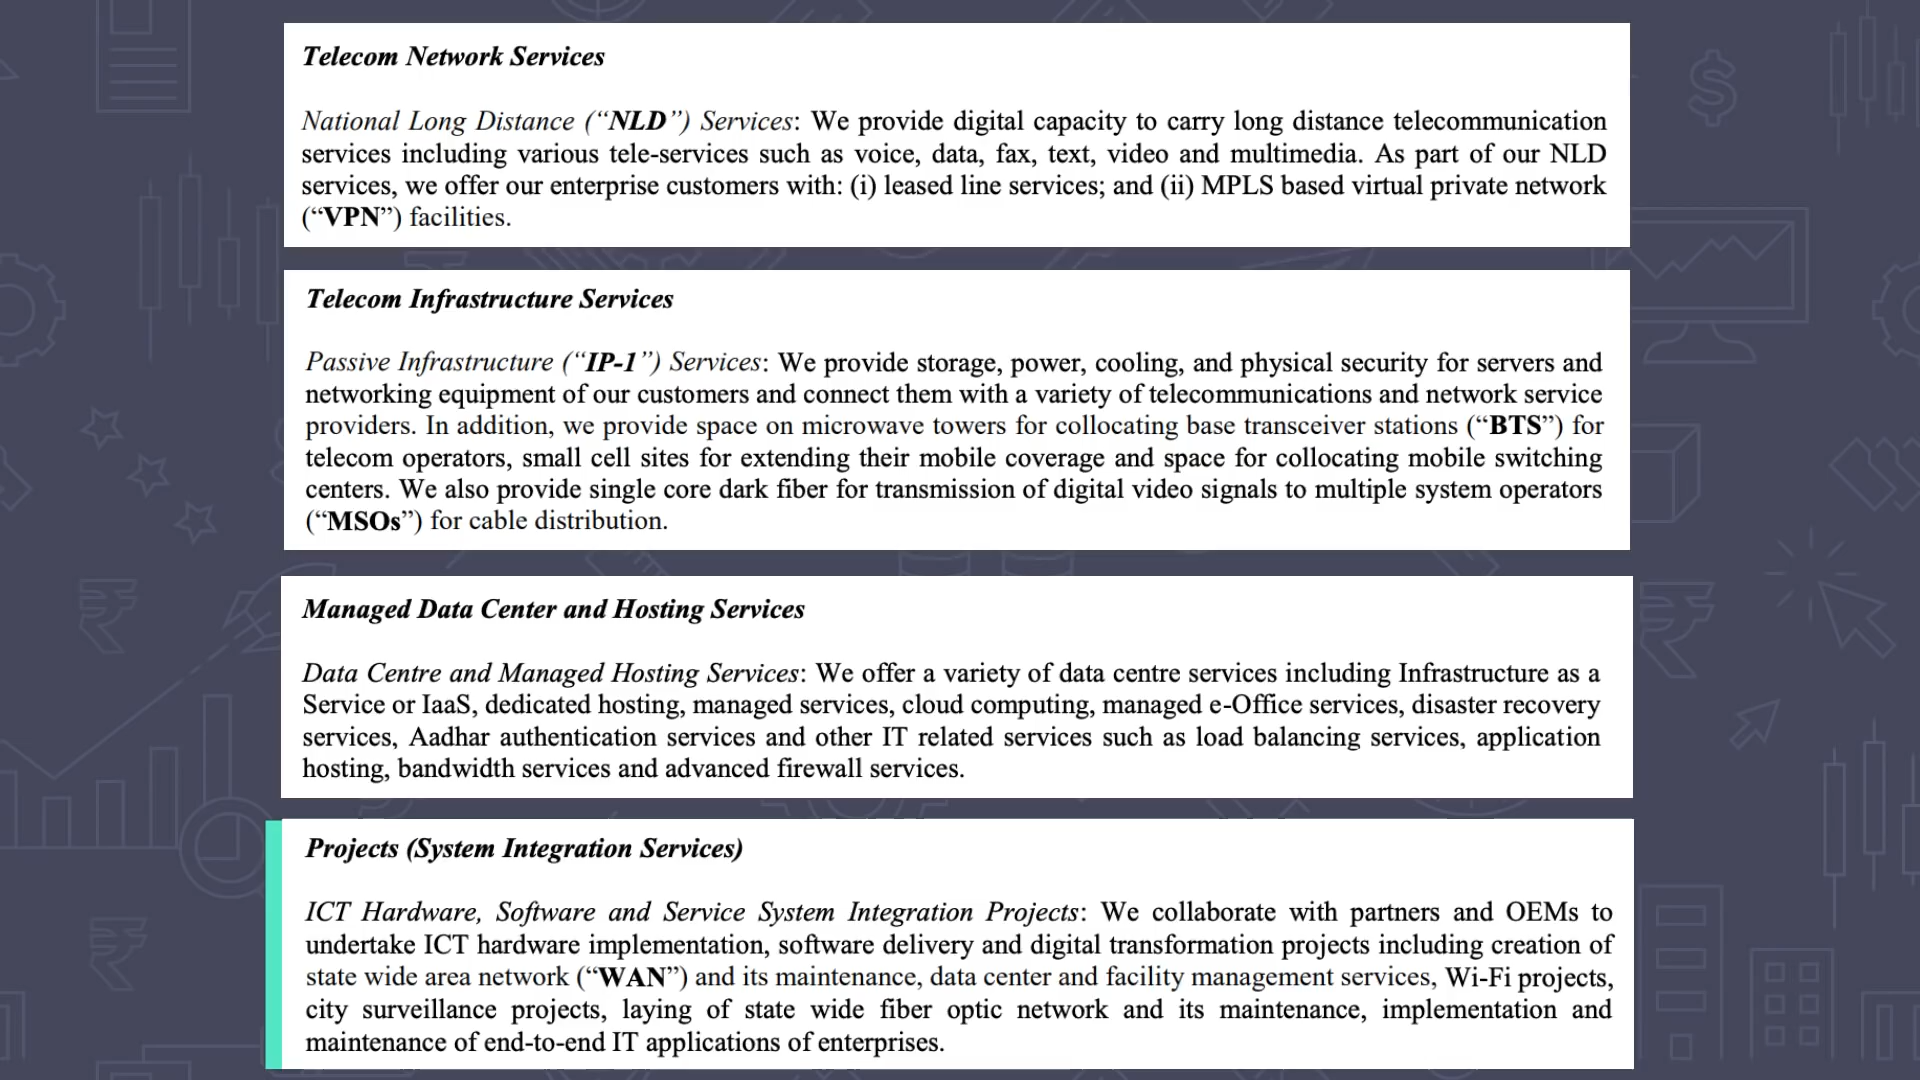 Telecom Network Services
National Long Distance (“NLD”) Services: We provide digital capacity to carry long distance telecommunication
services including various tele-services such as voice, data, fax, text, video and multimedia. As part of our NLD
services, we offer our enterprise customers with: (i) leased line services; and (ii) MPLS based virtual private network
(“VPN”) facilities.
Telecom Infrastructure Services
Passive Infrastructure (“IP-1”) Services: We provide storage, power, cooling, and physical security for servers and
networking equipment of our customers and connect them with a variety of telecommunications and network service
providers. In addition, we provide space on microwave towers for collocating base transceiver stations (“BTS”) for
telecom operators, small cell sites for extending their mobile coverage and space for collocating mobile switching
centers. We also provide single core dark fiber for transmission of digital video signals to multiple system operators
(“MSOs”) for cable distribution.
Managed Data Center and Hosting Services
Data Centre and Managed Hosting Services: We offer a variety of data centre services including Infrastructure as a
Service or IaaS, dedicated hosting, managed services, cloud computing, managed e-Office services, disaster recovery
services, Aadhar authentication services and other IT related services such as load balancing services, application
hosting, bandwidth services and advanced firewall services.
Projects (System Integration Services)
ICT Hardware, Software and Service System Integration Projects: We collaborate with partners and OEMs to
undertake ICT hardware implementation, software delivery and digital transformation projects including creation of
state wide area network (“WAN”) and its maintenance, data center and facility management services, Wi-Fi projects,
city surveillance projects, laying of state wide fiber optic network and its maintenance, implementation and
maintenance of end-to-end IT applications of enterprises.